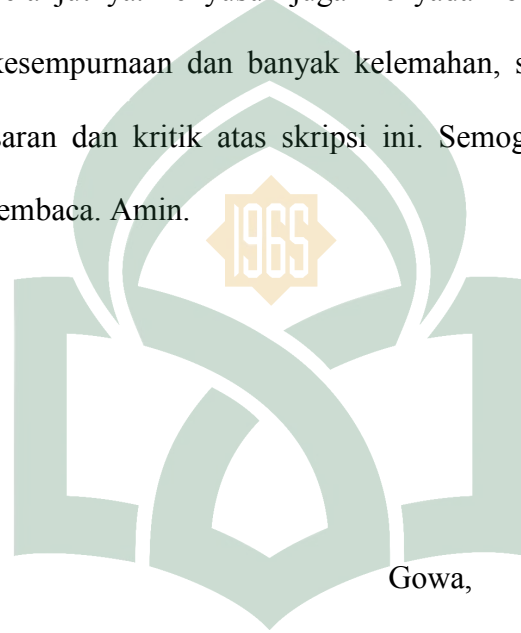 kesempurnaan dan banyak kelemahan, s
saran dan kritik atas skripsi ini. Semog
embaca. Amin.
1965
Gowa,